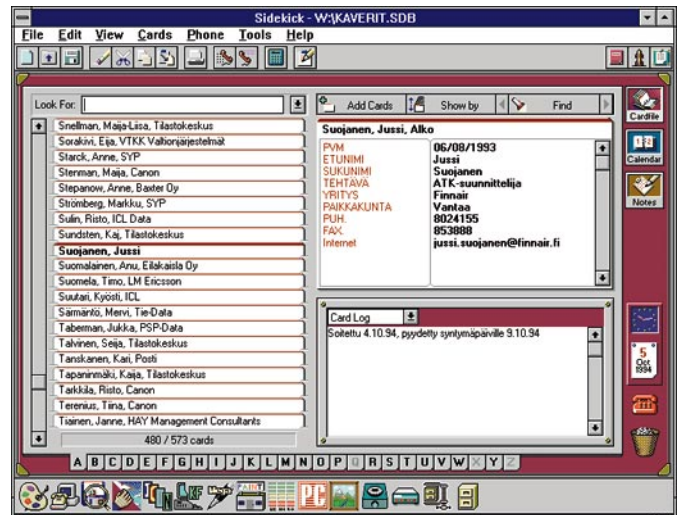 Sidekick - W:\KAVERIT.SDB
File Edit View Cards Phone Tools Help
Look For:
Add Cards Show by Find
Cardfile
Calendar
Notes
Snellman, Maija-Liisa, Tilastokeskus
Sorakivi, Eija, VTKK Valtionjärjestelmät
Starck, Anne, SYP
Stenman, Maija, Canon
Stepanow, Anne, Baxter Oy
Strömberg, Markku, SYP
Sulin, Risto, ICL Data
Sundsten, Kaj, Tilastokeskus
Suojanen, Jussi
Suomalainen, Anu, Eilakaisla Oy
Suomela, Timo, LM Ericsson
Suutari, Kyösti, ICL
Särmäntö, Mervi, Tie-Data
Taberman, Jukka, PSP-Data
Talvinen, Seija, Tilastokeskus
Tanskanen, Kari, Posti
Tapaninmäki, Kaija, Tilastokeskus
Tarkkila, Risto, Canon
Terenius, Tiina, Canon
Tiainen, Janne, HAY Management Consultants
480 / 573 cards
Suojanen, Jussi, Alko
PVM 06/08/1993
ETUNIMI Jussi
SUKUNIMI Suojanen
TEHTÄVÄ ATK-suunnittelija
YRITYS Finnair
PAIKKAKUNTA Vantaa
PUH. 8024155
FAX. 853888
Internet jussi.suojanen@finnair.fi
Card Log
Soitettu 4.10.94, pyydetty syntymäpäiville 9.10.94
5
Oct
1994
A B C D E F G H I J K L M N O P Q R S T U V W X Y Z
PAINT
PC